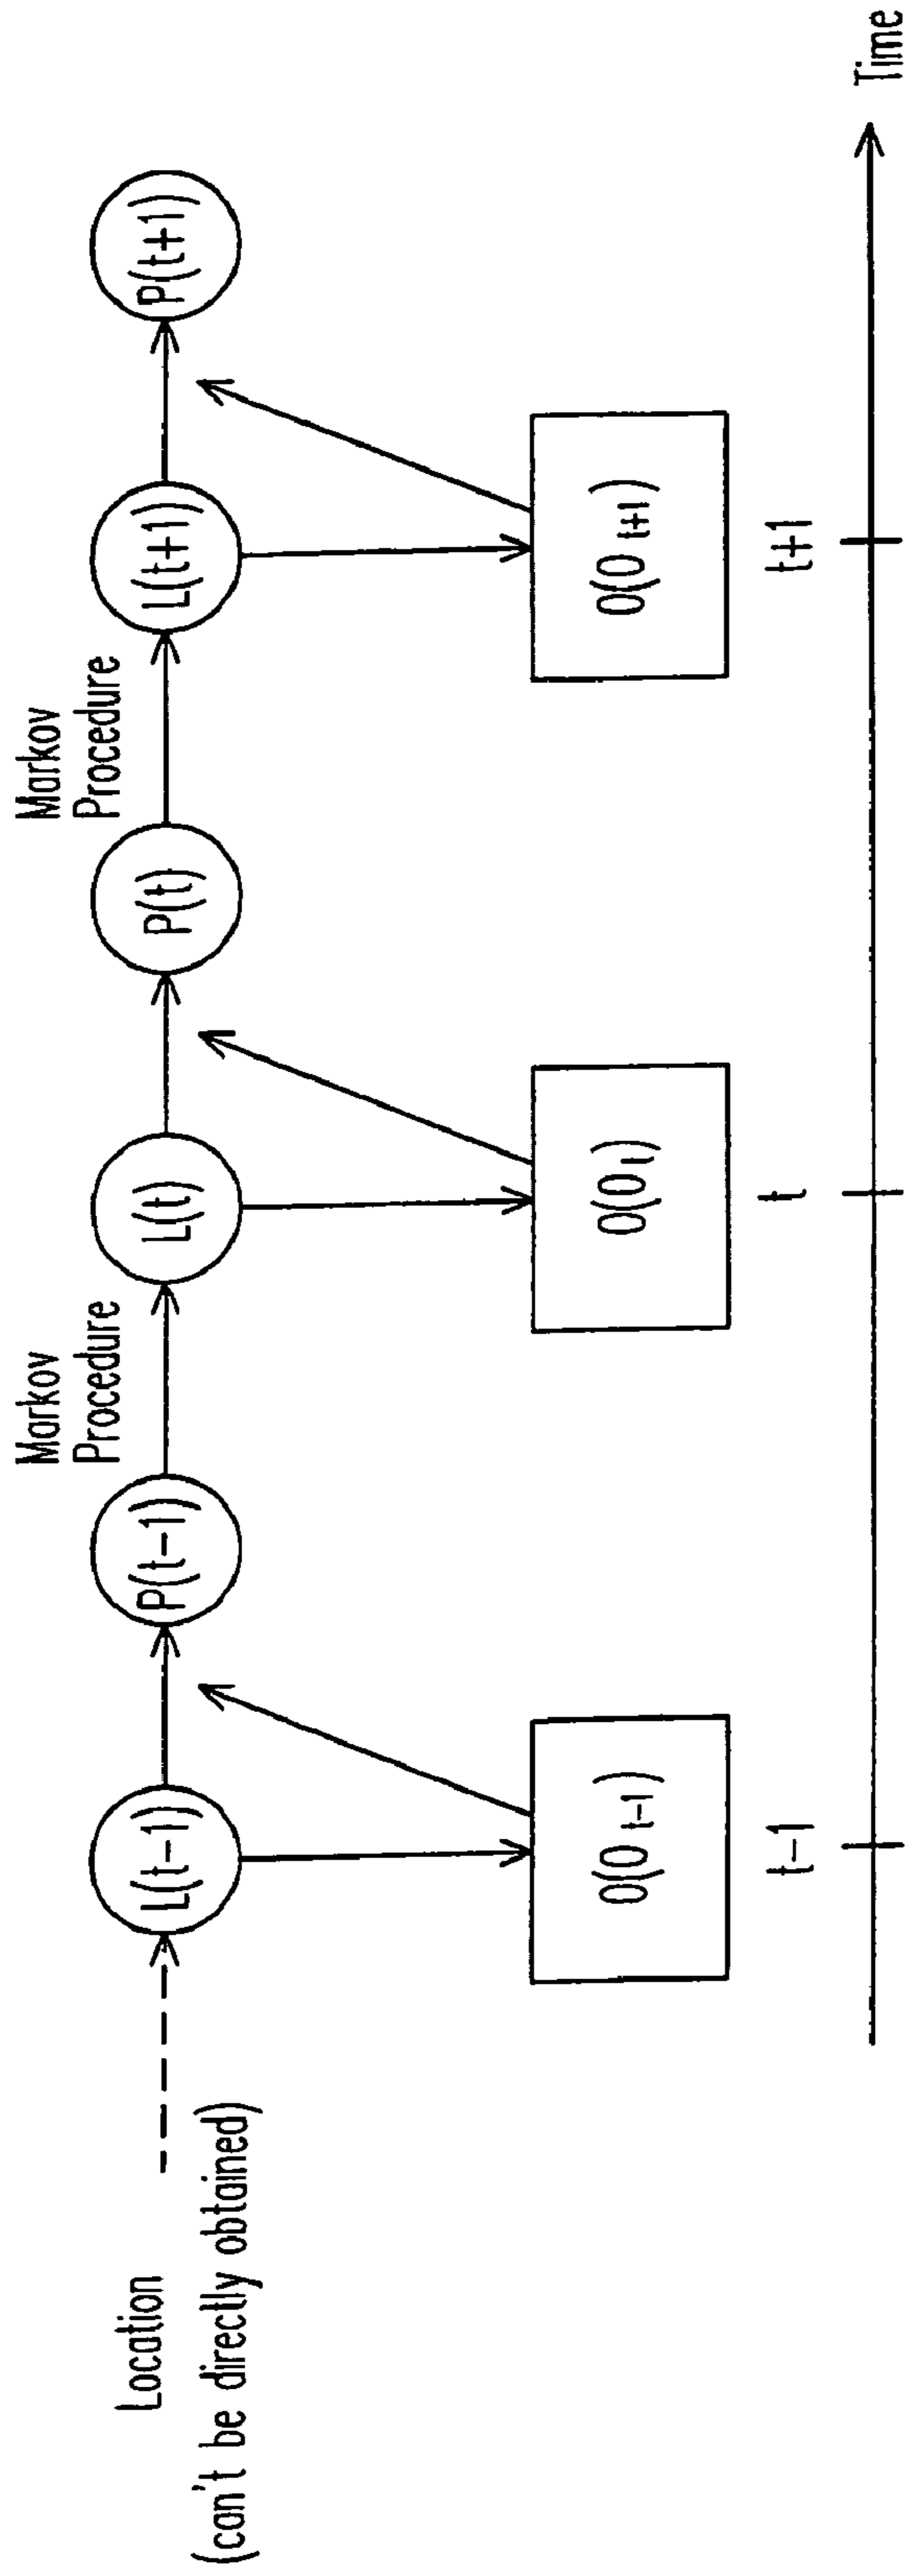 Markov
Procedure
Markov
Procedure
Location
(can't be directly obtained)
L(t−1)
P(t−1)
L(t)
P(t)
L(t+1)
P(t+1)
O(O t−1)
O(O t)
O(O t+1)
t−1
t
t+1
Time